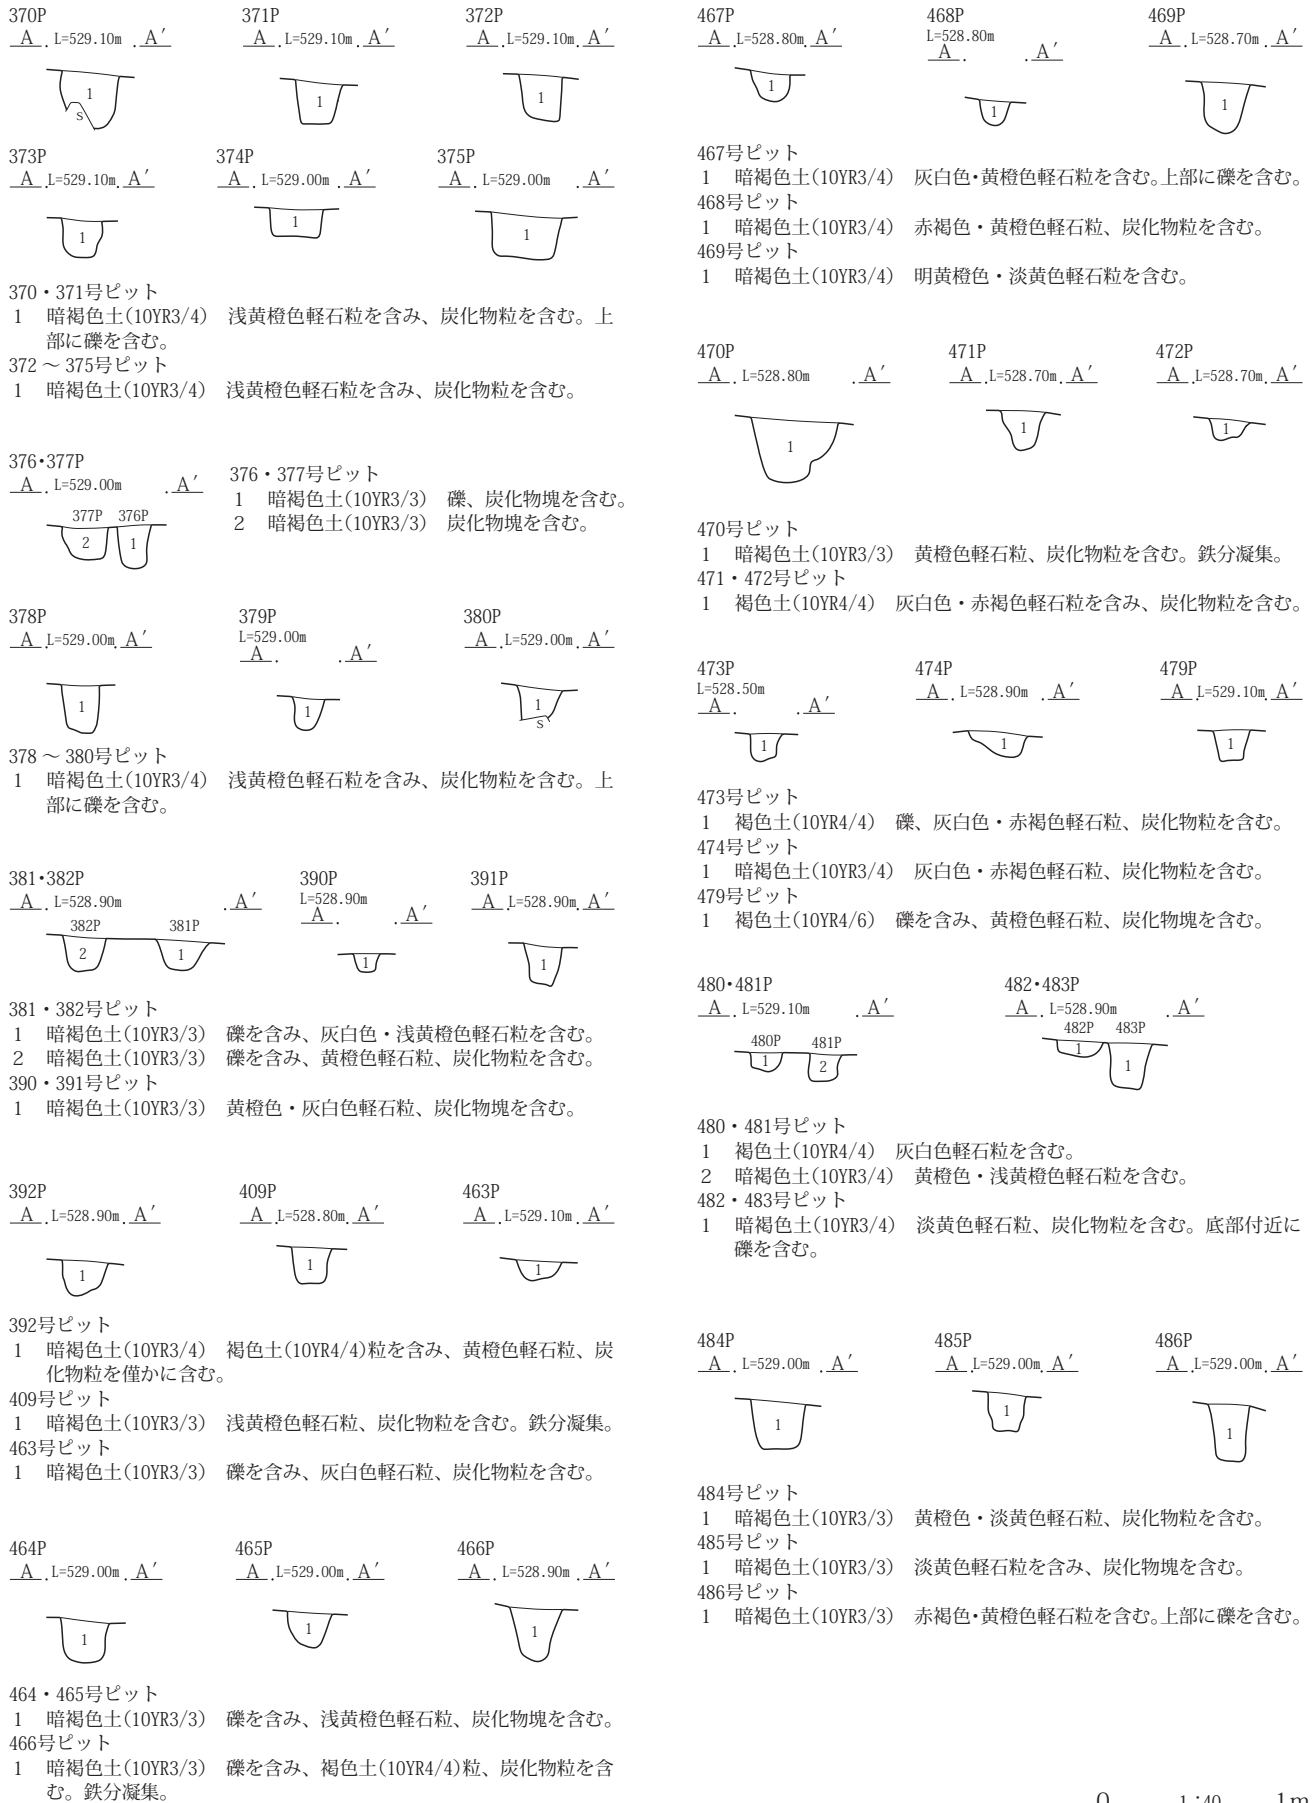 370P 371P 372P
A . L=529.10m . A′ A . L=529.10m . A′ A . L=529.10m . A′
1 1 1
S
373P 374P 375P
A . L=529.10m . A′ A . L=529.00m . A′ A . L=529.00m . A′
1 1 1
370・371号ピット
1 暗褐色土(10YR3/4) 浅黄橙色軽石粒を含み、炭化物粒を含む。上
部に礫を含む。
372～375号ピット
1 暗褐色土(10YR3/4) 浅黄橙色軽石粒を含み、炭化物粒を含む。
376・377P
A . L=529.00m . A′
377P 376P
2 1
376・377号ピット
1 暗褐色土(10YR3/3) 礫、炭化物塊を含む。
2 暗褐色土(10YR3/3) 炭化物塊を含む。
378P 379P 380P
A . L=529.00m . A′ L=529.00m A . . A′ A . L=529.00m . A′
1 1 1
S
378～380号ピット
1 暗褐色土(10YR3/4) 浅黄橙色軽石粒を含み、炭化物粒を含む。上
部に礫を含む。
381・382P 390P 391P
A . L=528.90m . A′ L=528.90m A . . A′ A . L=528.90m . A′
382P 381P
2 1 1 1
381・382号ピット
1 暗褐色土(10YR3/3) 礫を含み、灰白色・浅黄橙色軽石粒を含む。
2 暗褐色土(10YR3/3) 礫を含み、黄橙色軽石粒、炭化物粒を含む。
390・391号ピット
1 暗褐色土(10YR3/3) 黄橙色・灰白色軽石粒、炭化物塊を含む。
392P 409P 463P
A . L=528.90m . A′ A . L=528.80m . A′ A . L=529.10m . A′
1 1 1
392号ピット
1 暗褐色土(10YR3/4) 褐色土(10YR4/4)粒を含み、黄橙色軽石粒、炭
化物粒を僅かに含む。
409号ピット
1 暗褐色土(10YR3/3) 浅黄橙色軽石粒、炭化物粒を含む。鉄分凝集。
463号ピット
1 暗褐色土(10YR3/3) 礫を含み、灰白色軽石粒、炭化物粒を含む。
464P 465P 466P
A . L=529.00m . A′ A . L=529.00m . A′ A . L=528.90m . A′
1 1 1
464・465号ピット
1 暗褐色土(10YR3/3) 礫を含み、浅黄橙色軽石粒、炭化物塊を含む。
466号ピット
1 暗褐色土(10YR3/3) 礫を含み、褐色土(10YR4/4)粒、炭化物粒を含
む。鉄分凝集。
467P 468P 469P
A . L=528.80m . A′ L=528.80m A . . A′ A . L=528.70m . A′
1 1 1
467号ピット
1 暗褐色土(10YR3/4) 灰白色・黄橙色軽石粒を含む。上部に礫を含む。
468号ピット
1 暗褐色土(10YR3/4) 赤褐色・黄橙色軽石粒、炭化物粒を含む。
469号ピット
1 暗褐色土(10YR3/4) 明黄橙色・淡黄色軽石粒を含む。
470P 471P 472P
A . L=528.80m . A′ A . L=528.70m . A′ A . L=528.70m . A′
1 1 1
470号ピット
1 暗褐色土(10YR3/3) 黄橙色軽石粒、炭化物粒を含む。鉄分凝集。
471・472号ピット
1 褐色土(10YR4/4) 灰白色・赤褐色軽石粒を含み、炭化物粒を含む。
473P 474P 479P
L=528.50m A . . A′ A . L=528.90m . A′ A . L=529.10m . A′
1 1 1
473号ピット
1 褐色土(10YR4/4) 礫、灰白色・赤褐色軽石粒、炭化物粒を含む。
474号ピット
1 暗褐色土(10YR3/4) 灰白色・赤褐色軽石粒、炭化物粒を含む。
479号ピット
1 褐色土(10YR4/6) 礫を含み、黄橙色軽石粒、炭化物塊を含む。
480・481P 482・483P
A . L=529.10m . A′ A . L=528.90m . A′
480P 481P 482P 483P
1 2 1 1
480・481号ピット
1 褐色土(10YR4/4) 灰白色軽石粒を含む。
2 暗褐色土(10YR3/4) 黄橙色・浅黄橙色軽石粒を含む。
482・483号ピット
1 暗褐色土(10YR3/4) 淡黄色軽石粒、炭化物粒を含む。底部付近に
礫を含む。
484P 485P 486P
A . L=529.00m . A′ A . L=529.00m . A′ A . L=529.00m . A′
1 1 1
484号ピット
1 暗褐色土(10YR3/3) 黄橙色・淡黄色軽石粒、炭化物粒を含む。
485号ピット
1 暗褐色土(10YR3/3) 淡黄色軽石粒を含み、炭化物塊を含む。
486号ピット
1 暗褐色土(10YR3/3) 赤褐色・黄橙色軽石粒を含む。上部に礫を含む。
0 1:40 1m